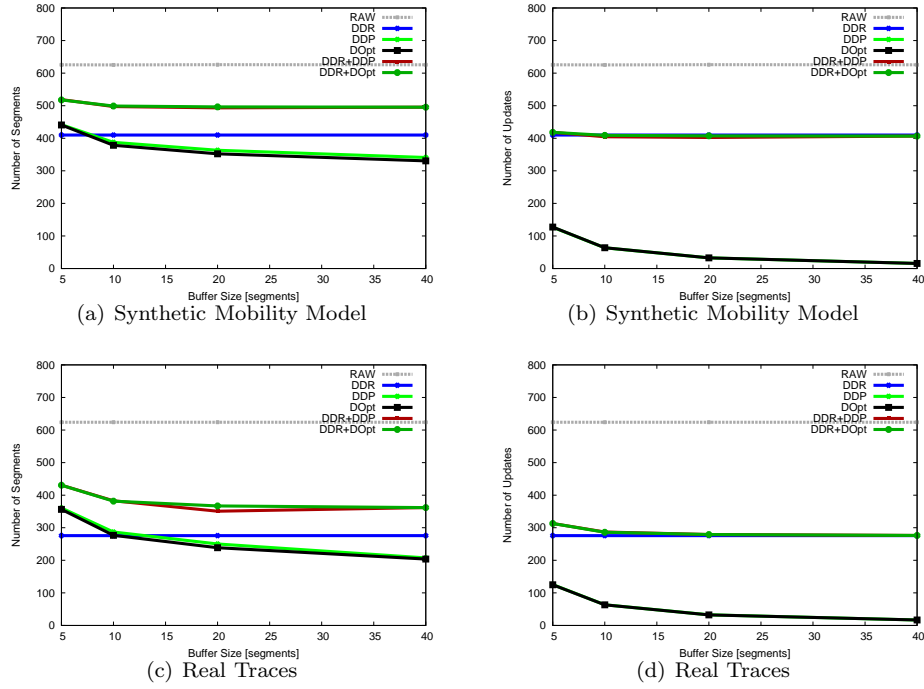 800
700
600
500
400
300
200
100
0
5 10 15 20 25 30 35 40
Number of Segments
Buffer Size [segments]
RAW
DDR
DDP
DOpt
DDR+DDP
DDR+DOpt
(a) Synthetic Mobility Model
800
700
600
500
400
300
200
100
0
5 10 15 20 25 30 35 40
Number of Updates
Buffer Size [segments]
RAW
DDR
DDP
DOpt
DDR+DDP
DDR+DOpt
(b) Synthetic Mobility Model
800
700
600
500
400
300
200
100
0
5 10 15 20 25 30 35 40
Number of Segments
Buffer Size [segments]
RAW
DDR
DDP
DOpt
DDR+DDP
DDR+DOpt
(c) Real Traces
800
700
600
500
400
300
200
100
0
5 10 15 20 25 30 35 40
Number of Updates
Buffer Size [segments]
RAW
DDR
DDP
DOpt
DDR+DDP
DDR+DOpt
(d) Real Traces